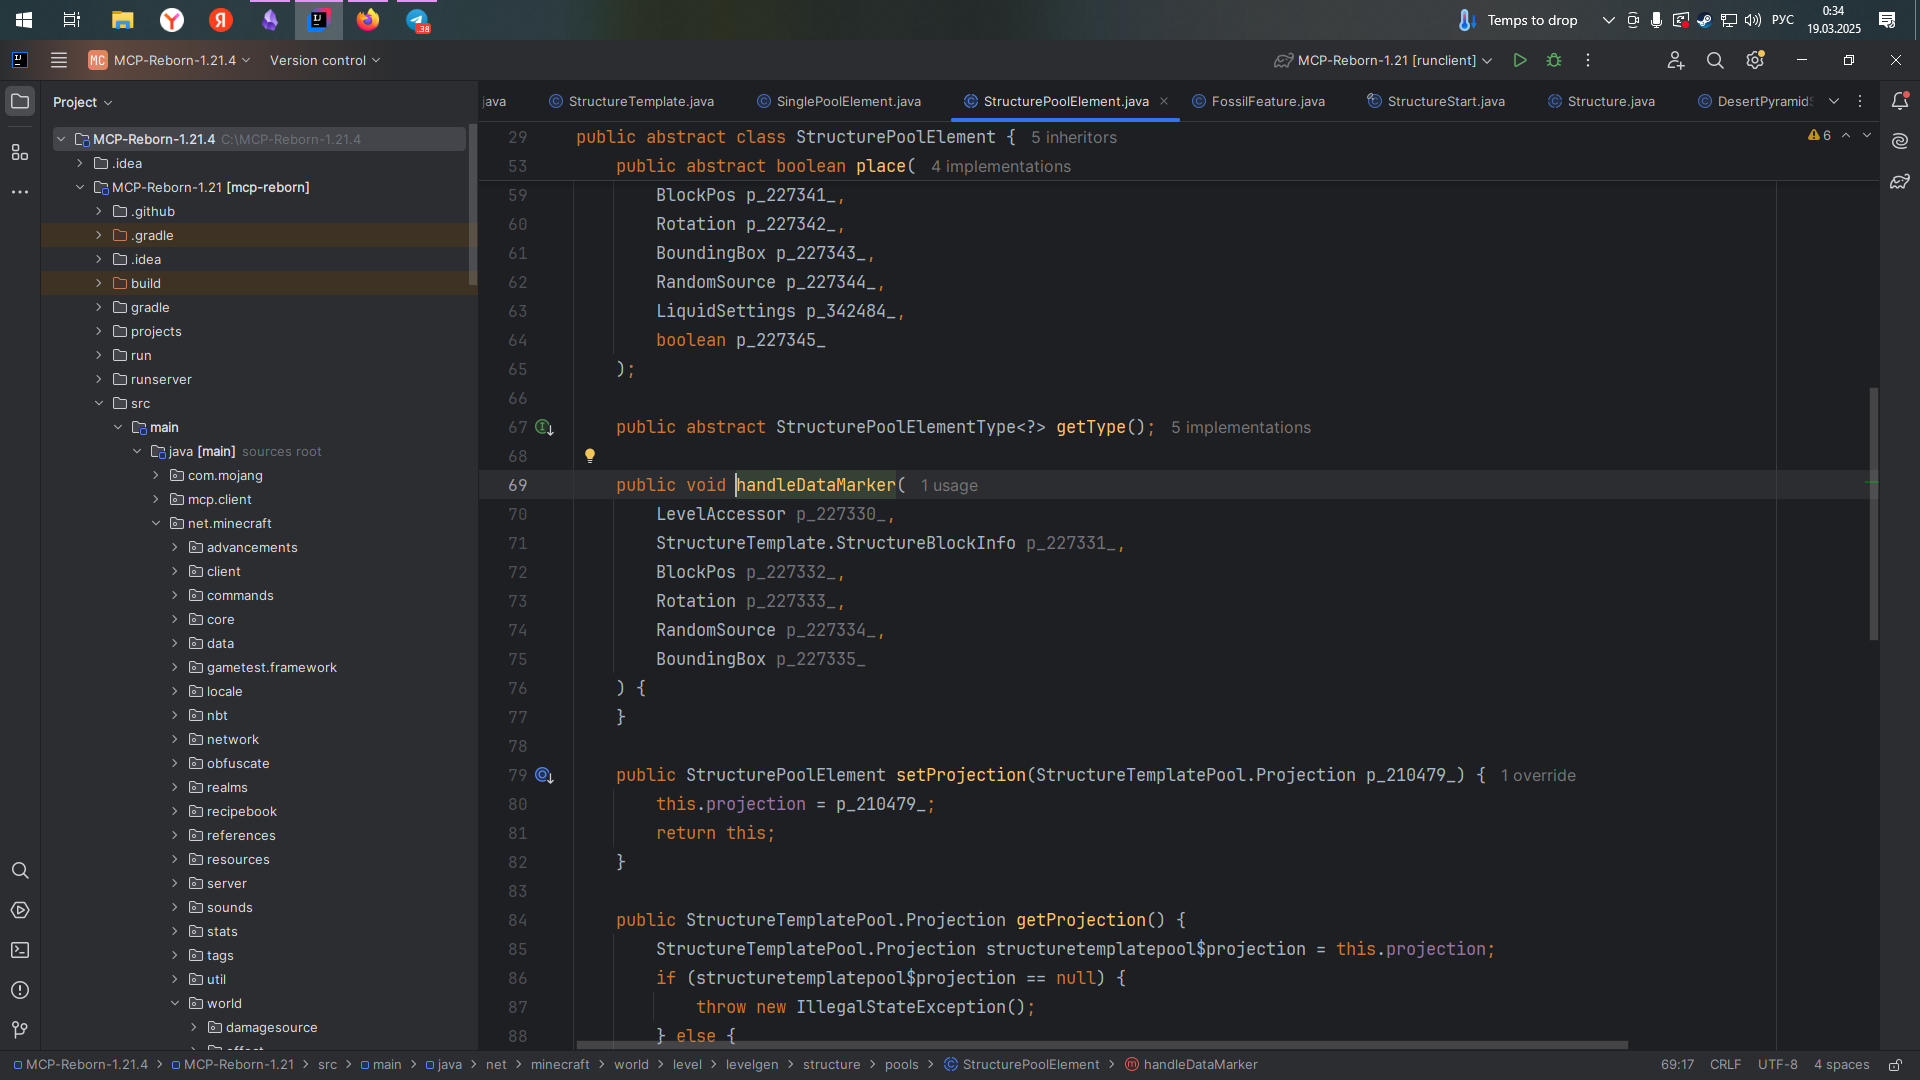 38
Temps to drop
РУС
0:34
19.03.2025
MC MCP-Reborn-1.21.4
Version control
MCP-Reborn-1.21 [runclient]
Project
java
StructureTemplate.java
SinglePoolElement.java
StructurePoolElement.java
FossilFeature.java
StructureStart.java
Structure.java
DesertPyramidS
MCP-Reborn-1.21.4 C:\MCP-Reborn-1.21.4
.idea
MCP-Reborn-1.21 [mcp-reborn]
.github
.gradle
.idea
build
gradle
projects
run
runserver
src
main
java [main] sources root
com.mojang
mcp.client
net.minecraft
advancements
client
commands
core
data
gametest.framework
locale
nbt
network
obfuscate
realms
recipebook
references
resources
server
sounds
stats
tags
util
world
damagesource
effect
29 public abstract class StructurePoolElement { 5 inheritors
6
53 public abstract boolean place( 4 implementations
59 BlockPos p_227341_,
60 Rotation p_227342_,
61 BoundingBox p_227343_,
62 RandomSource p_227344_,
63 LiquidSettings p_342484_,
64 boolean p_227345_
65 );
66
67 public abstract StructurePoolElementType<?> getType(); 5 implementations
68
69 public void handleDataMarker( 1 usage
70 LevelAccessor p_227330_,
71 StructureTemplate.StructureBlockInfo p_227331_,
72 BlockPos p_227332_,
73 Rotation p_227333_,
74 RandomSource p_227334_,
75 BoundingBox p_227335_
76 ) {
77 }
78
79 public StructurePoolElement setProjection(StructureTemplatePool.Projection p_210479_) { 1 override
80 this.projection = p_210479_;
81 return this;
82 }
83
84 public StructureTemplatePool.Projection getProjection() {
85 StructureTemplatePool.Projection structuretemplatepool$projection = this.projection;
86 if (structuretemplatepool$projection == null) {
87 throw new IllegalStateException();
88 } else {
MCP-Reborn-1.21.4 > MCP-Reborn-1.21 > src > main > java > net > minecraft > world > level > levelgen > structure > pools > StructurePoolElement > handleDataMarker
69:17 CRLF UTF-8 4 spaces